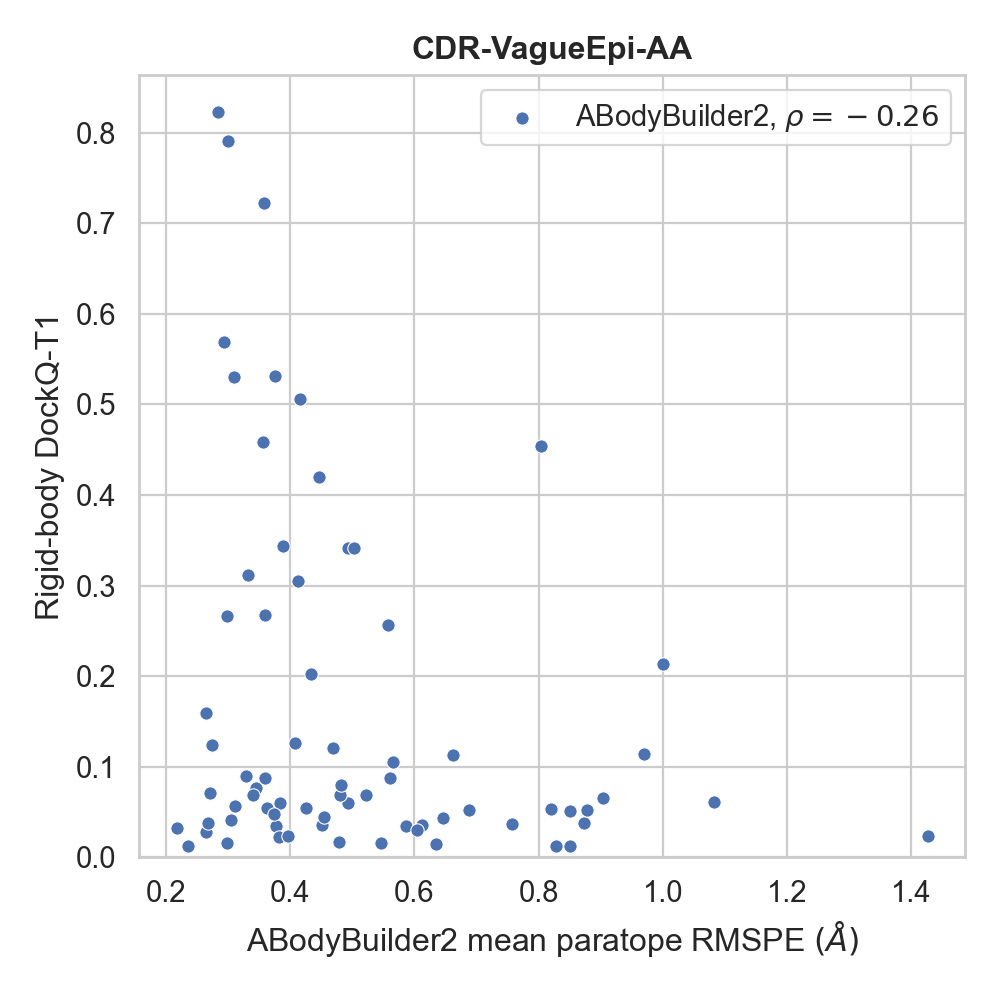 CDR-VagueEpi-AA
ABodyBuilder2, ρ = − 0.26
Rigid-body DockQ-T1
0.8
0.7
0.6
0.5
0.4
0.3
0.2
0.1
0.0
0.2 0.4 0.6 0.8 1.0 1.2 1.4
ABodyBuilder2 mean paratope RMSPE (Å)